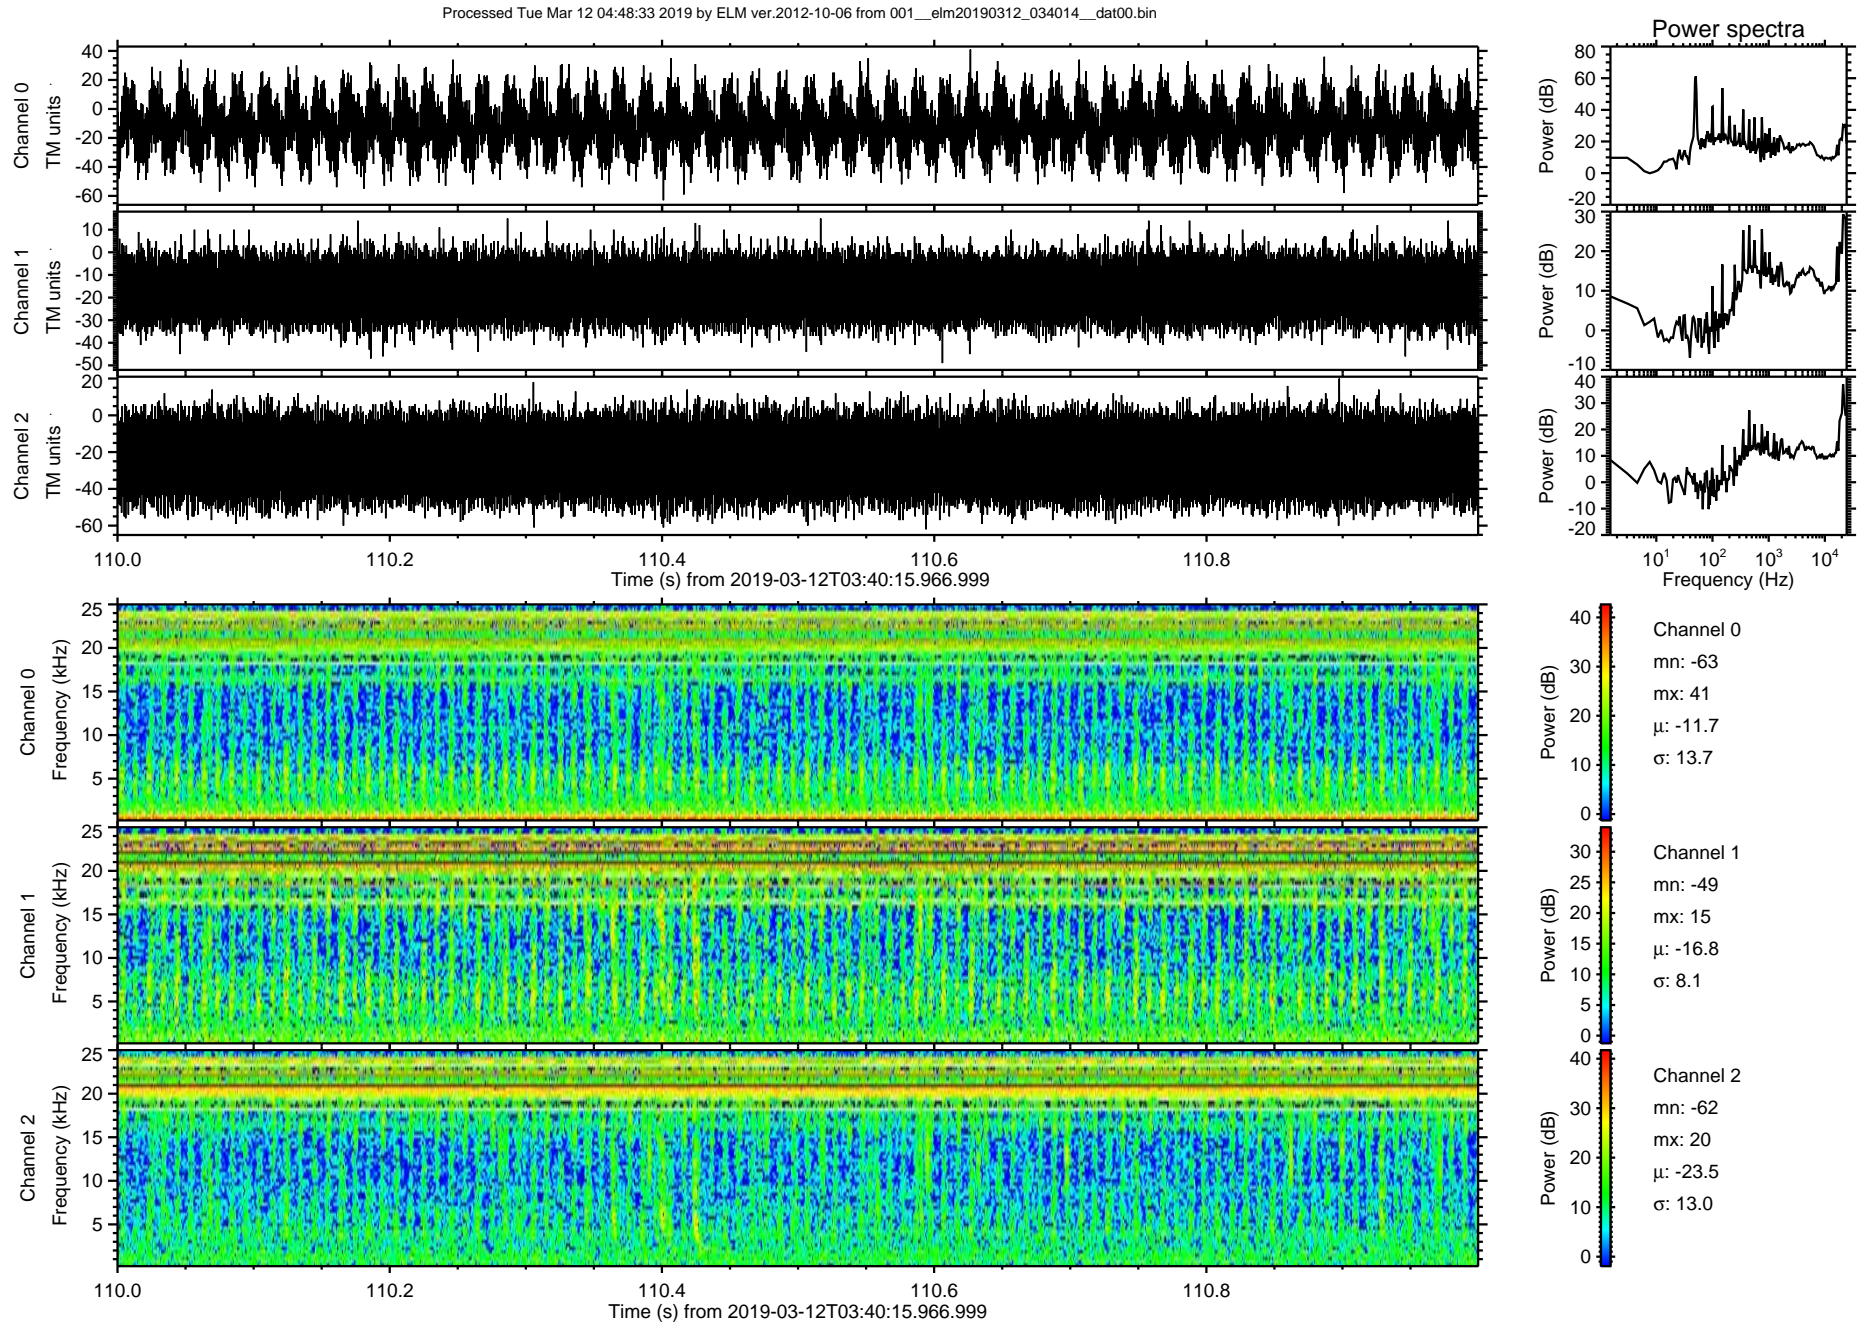 Processed Tue Mar 12 04:48:33 2019 by ELM ver.2012-10-06 from 001__elm20190312_034014__dat00.bin
Power spectra
Channel 0
TM units
40
20
0
-20
-40
-60
Power (dB)
80
60
40
20
0
-20
Channel 1
TM units
10
0
-10
-20
-30
-40
-50
Power (dB)
30
20
10
0
-10
Channel 2
TM units
20
0
-20
-40
-60
Power (dB)
40
30
20
10
0
-10
-20
110.0 110.2 110.4 110.6 110.8
Time (s) from 2019-03-12T03:40:15.966.999
10^1 10^2 10^3 10^4
Frequency (Hz)
Channel 0
Frequency (kHz)
25
20
15
10
5
Power (dB)
40
30
20
10
0
Channel 0
mn: -63
mx: 41
μ: -11.7
σ: 13.7
Channel 1
Frequency (kHz)
25
20
15
10
5
Power (dB)
30
25
20
15
10
5
0
Channel 1
mn: -49
mx: 15
μ: -16.8
σ: 8.1
Channel 2
Frequency (kHz)
25
20
15
10
5
Power (dB)
40
30
20
10
0
Channel 2
mn: -62
mx: 20
μ: -23.5
σ: 13.0
110.0 110.2 110.4 110.6 110.8
Time (s) from 2019-03-12T03:40:15.966.999